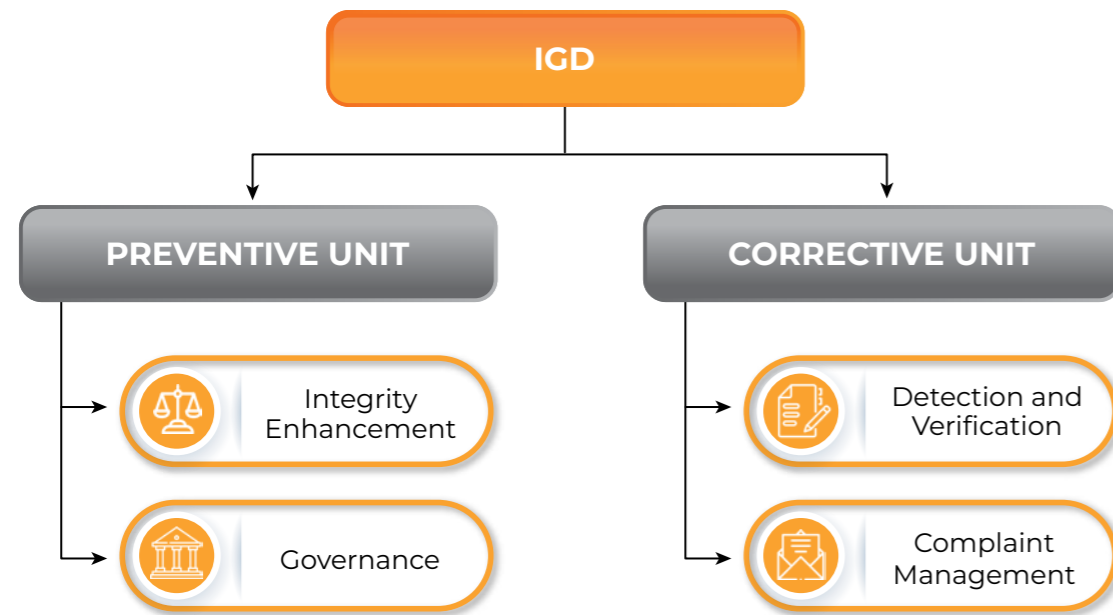 IGD
PREVENTIVE UNIT
CORRECTIVE UNIT
Integrity
Enhancement
Governance
Detection and
Verification
Complaint
Management